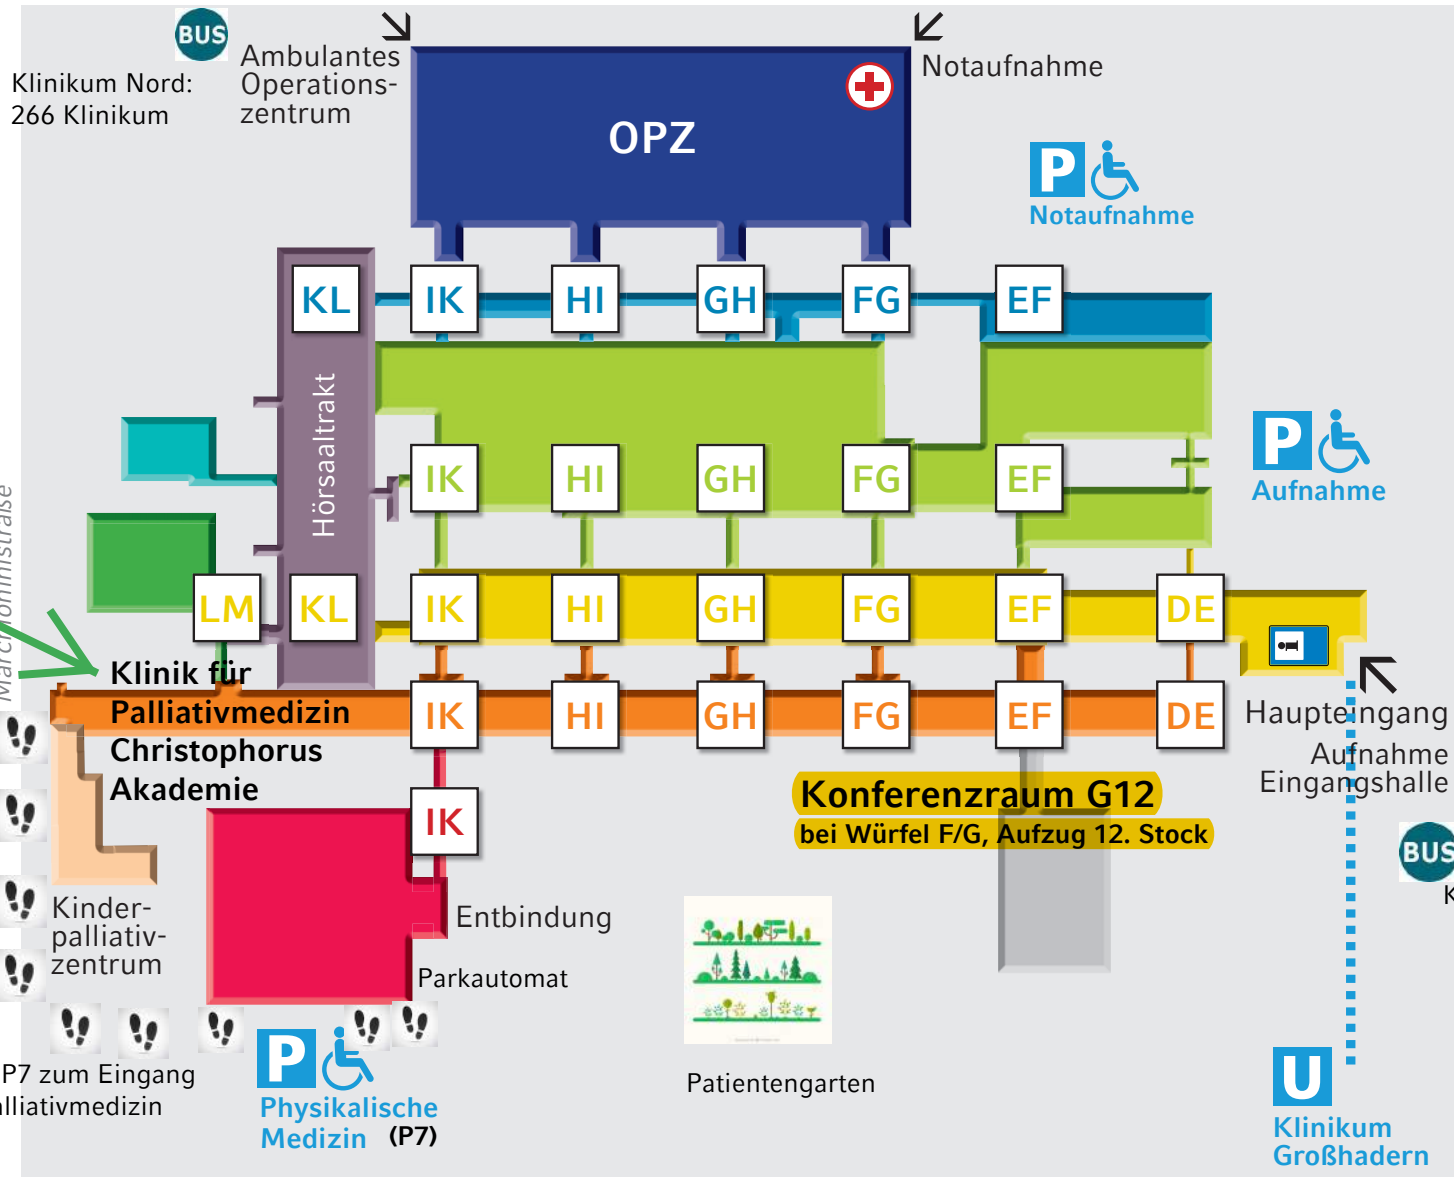 BUS
Klinikum Nord:
266 Klinikum
Ambulantes
Operations-
zentrum
Notaufnahme
OPZ
P
Notaufnahme
KL IK HI GH FG EF
Hörsaaltrakt
IK HI GH FG EF
P
Aufnahme
Marchioninistraße
LM KL IK HI GH FG EF DE
Klinik für
Palliativmedizin
Christophorus
Akademie
IK HI GH FG EF DE
Haupteingang
Aufnahme
Eingangshalle
IK
Konferenzraum G12
bei Würfel F/G, Aufzug 12. Stock
BUS
K
Kinder-
palliativ-
zentrum
Entbindung
Parkautomat
P7 zum Eingang
alliativmedizin
P
Physikalische
Medizin (P7)
Patientengarten
U
Klinikum
Großhadern